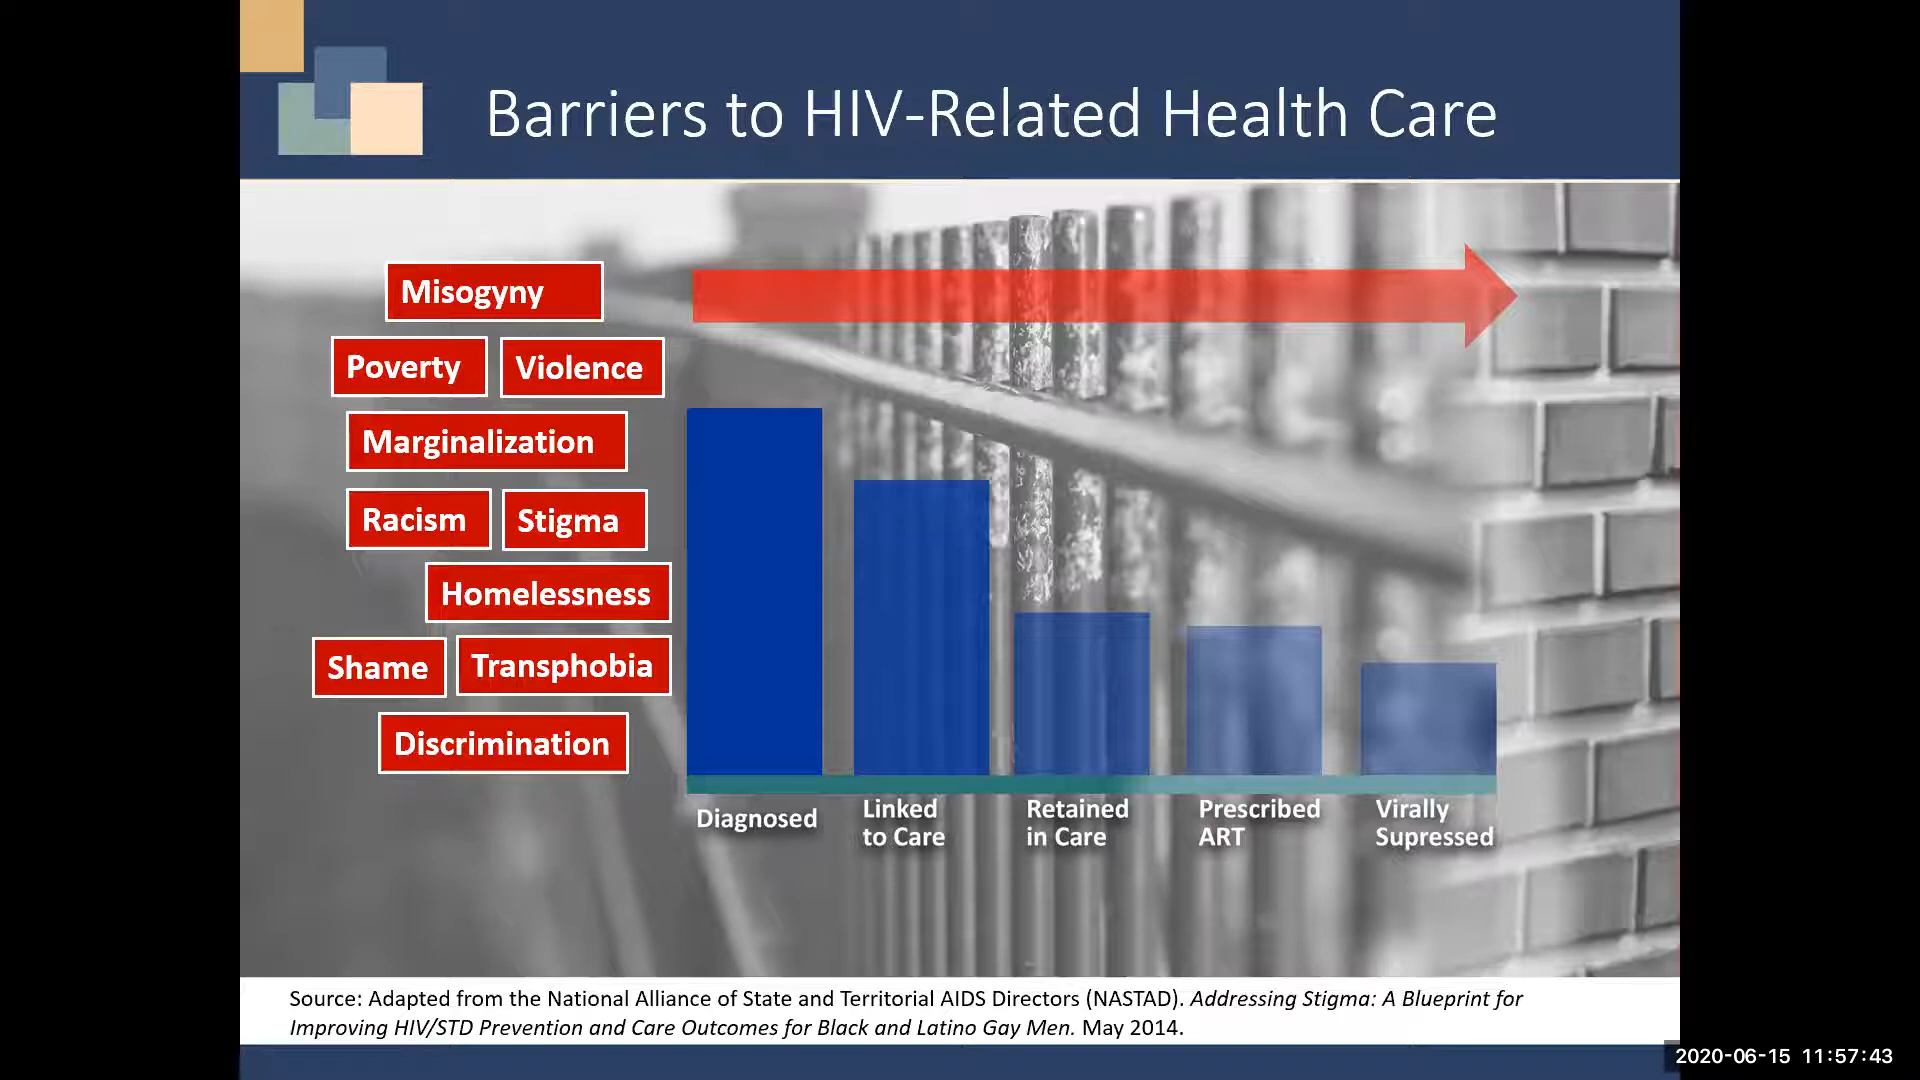 Barriers to HIV-Related Health Care
Misogyny
Poverty Violence
Marginalization
Racism Stigma
Homelessness
Shame Transphobia
Discrimination
Diagnosed
Linked
to Care
Retained
in Care
Prescribed
ART
Virally
Supressed
Source: Adapted from the National Alliance of State and Territorial AIDS Directors (NASTAD). Addressing Stigma: A Blueprint for
Improving HIV/STD Prevention and Care Outcomes for Black and Latino Gay Men. May 2014.
2020-06-15 11:57:43